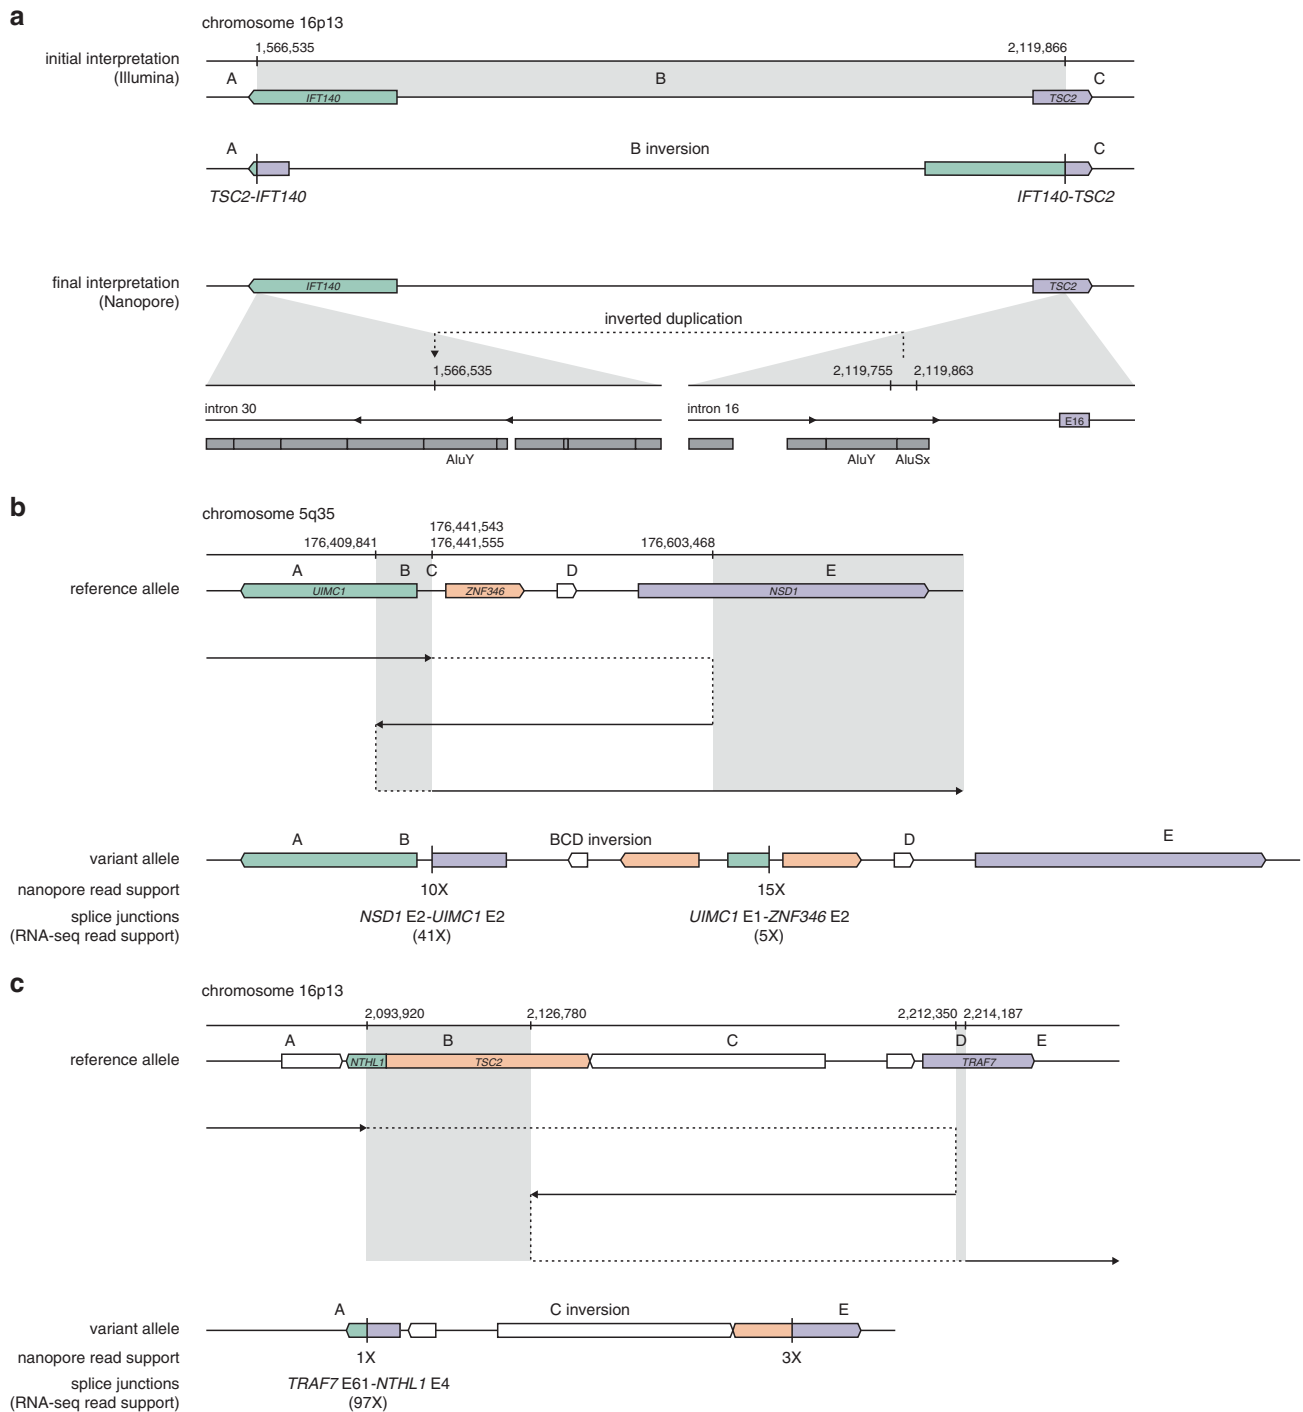 a
chromosome 16p13
initial interpretation
(Illumina)
1,566,535
2,119,866
A
B
C
IFT140
TSC2
A
B inversion
C
TSC2-IFT140
IFT140-TSC2
final interpretation
(Nanopore)
IFT140
TSC2
inverted duplication
1,566,535
2,119,755
2,119,863
intron 30
intron 16
E16
AluY
AluY
AluSx
b
chromosome 5q35
176,409,841
176,441,543
176,441,555
176,603,468
A
B
C
D
E
reference allele
UIMC1
ZNF346
NSD1
A
B
BCD inversion
D
E
variant allele
nanopore read support
10X
15X
splice junctions
(RNA-seq read support)
NSD1 E2-UIMC1 E2
(41X)
UIMC1 E1-ZNF346 E2
(5X)
c
chromosome 16p13
2,093,920
2,126,780
2,212,350
2,214,187
A
B
C
D
E
reference allele
NTHL1
TSC2
TRAF7
A
C inversion
E
variant allele
nanopore read support
1X
3X
splice junctions
(RNA-seq read support)
TRAF7 E61-NTHL1 E4
(97X)